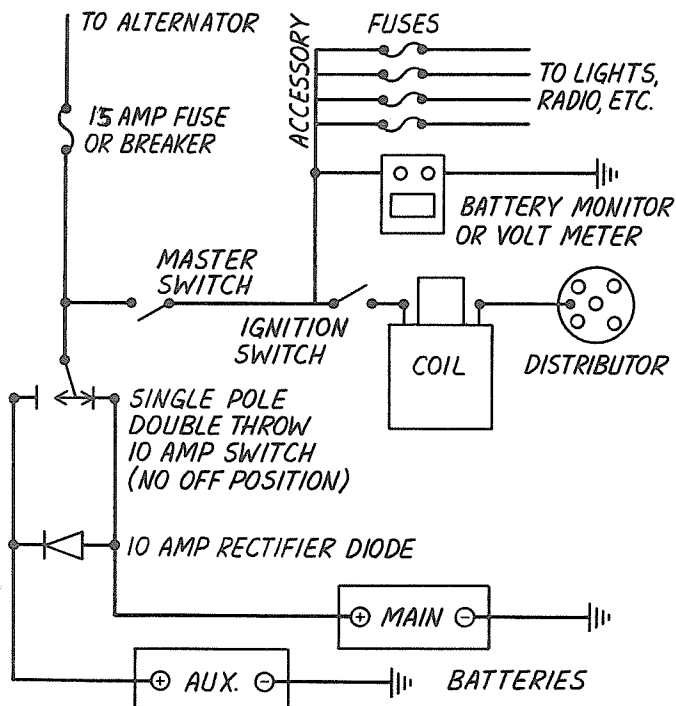 TO ALTERNATOR
FUSES
ACCESSORY
TO LIGHTS,
RADIO, ETC.
15 AMP FUSE
OR BREAKER
BATTERY MONITOR
OR VOLT METER
MASTER
SWITCH
IGNITION
SWITCH
COIL
DISTRIBUTOR
SINGLE POLE
DOUBLE THROW
10 AMP SWITCH
(NO OFF POSITION)
10 AMP RECTIFIER DIODE
+ MAIN -
+ AUX. -
BATTERIES